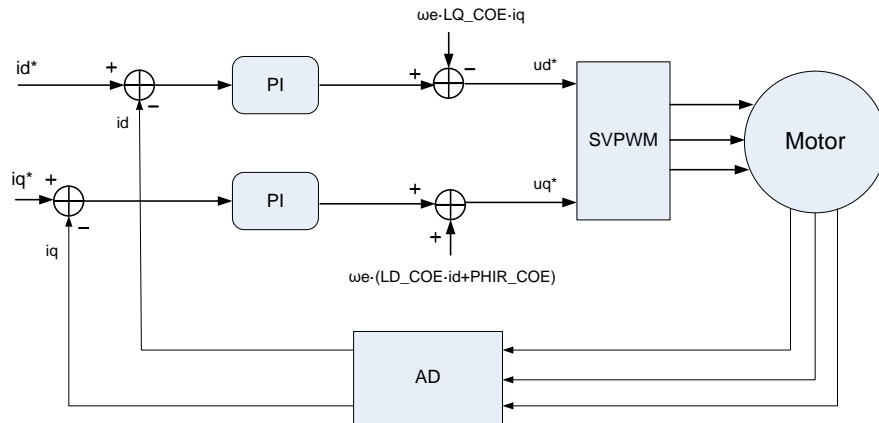 ωe·LQ_COE·iq
id*
+
−
id
PI
+
−
ud*
SVPWM
Motor
iq*
+
−
iq
PI
+
+
uq*
ωe·(LD_COE·id+PHIR_COE)
AD